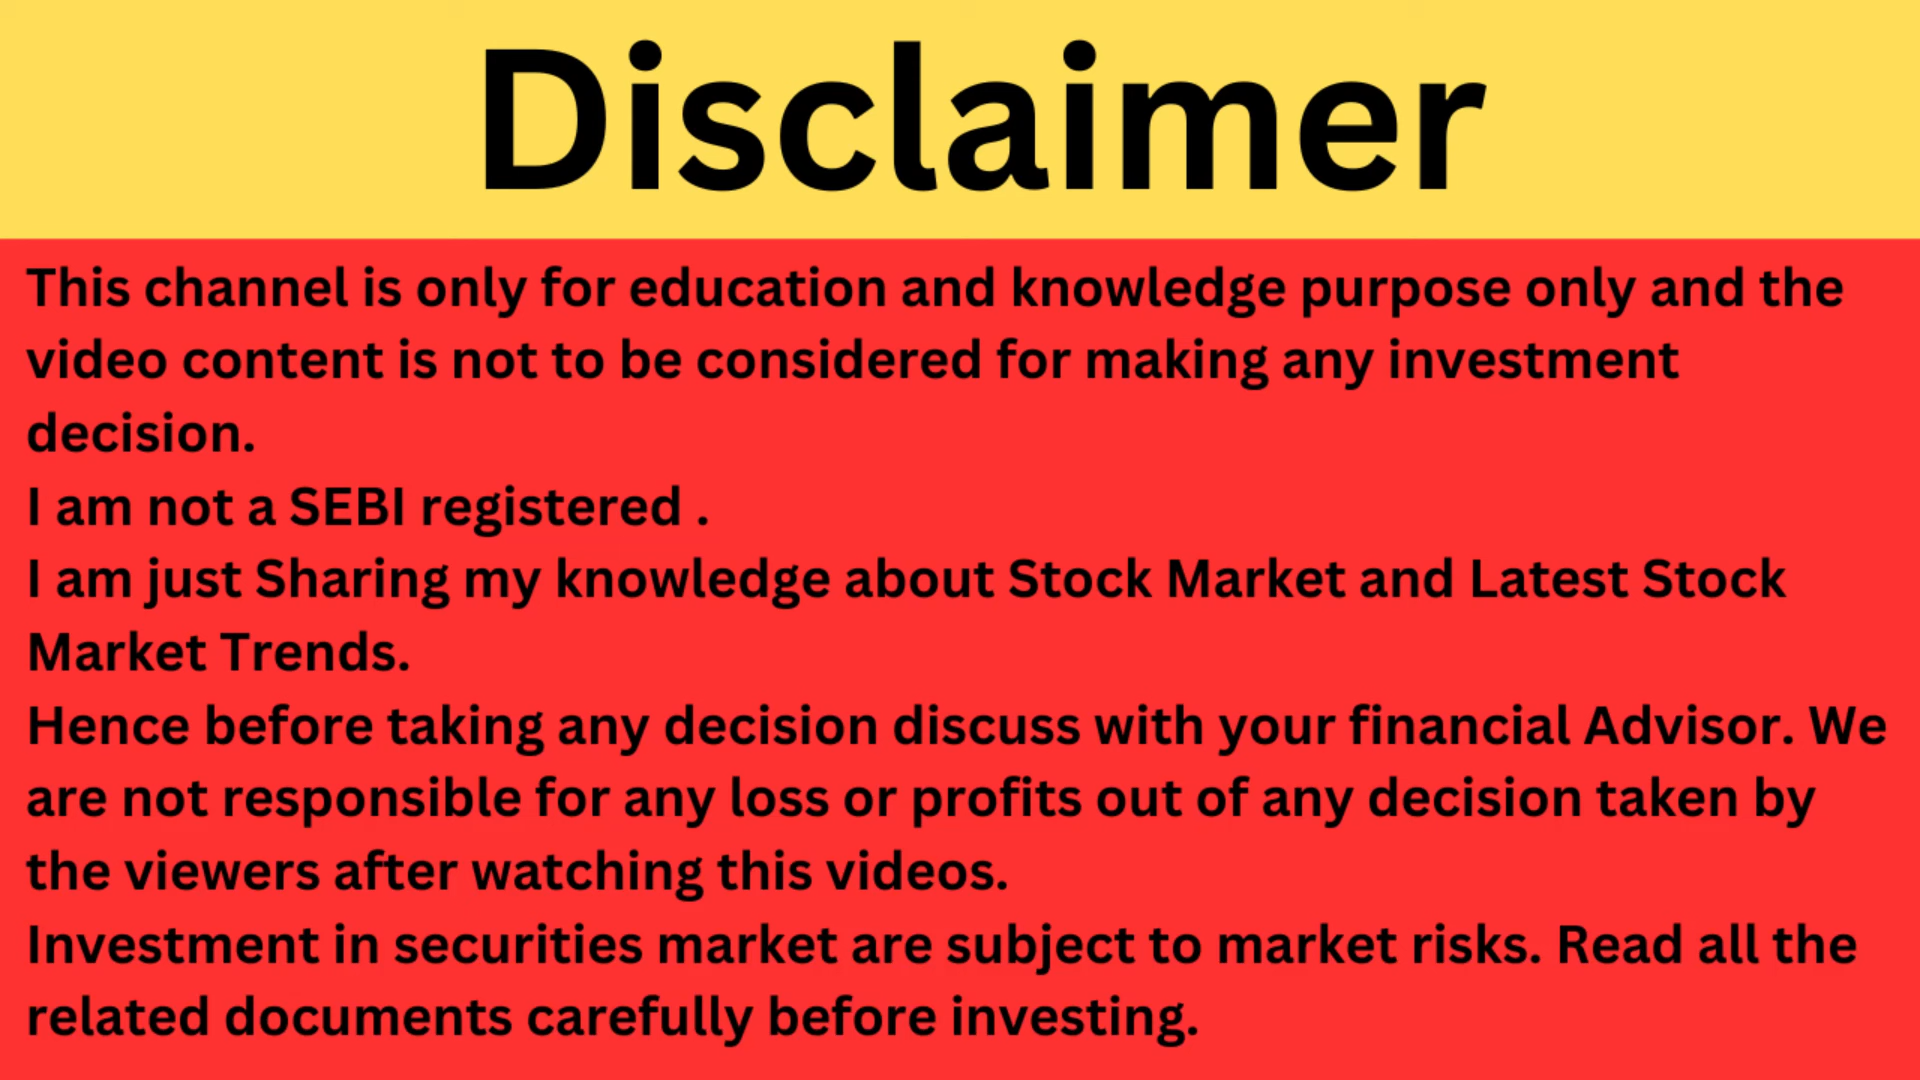 Disclaimer
This channel is only for education and knowledge purpose only and the
video content is not to be considered for making any investment
decision.
I am not a SEBI registered .
I am just Sharing my knowledge about Stock Market and Latest Stock
Market Trends.
Hence before taking any decision discuss with your financial Advisor. We
are not responsible for any loss or profits out of any decision taken by
the viewers after watching this videos.
Investment in securities market are subject to market risks. Read all the
related documents carefully before investing.